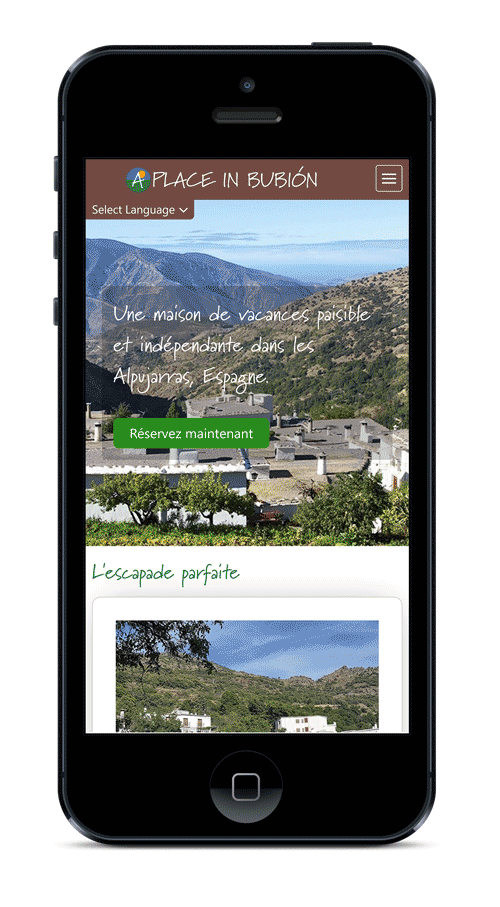 A PLACE IN BUBIÓN
Select Language
Une maison de vacances paisible
et indépendante dans les
Alpujarras, Espagne.
Réservez maintenant
L'escapade parfaite